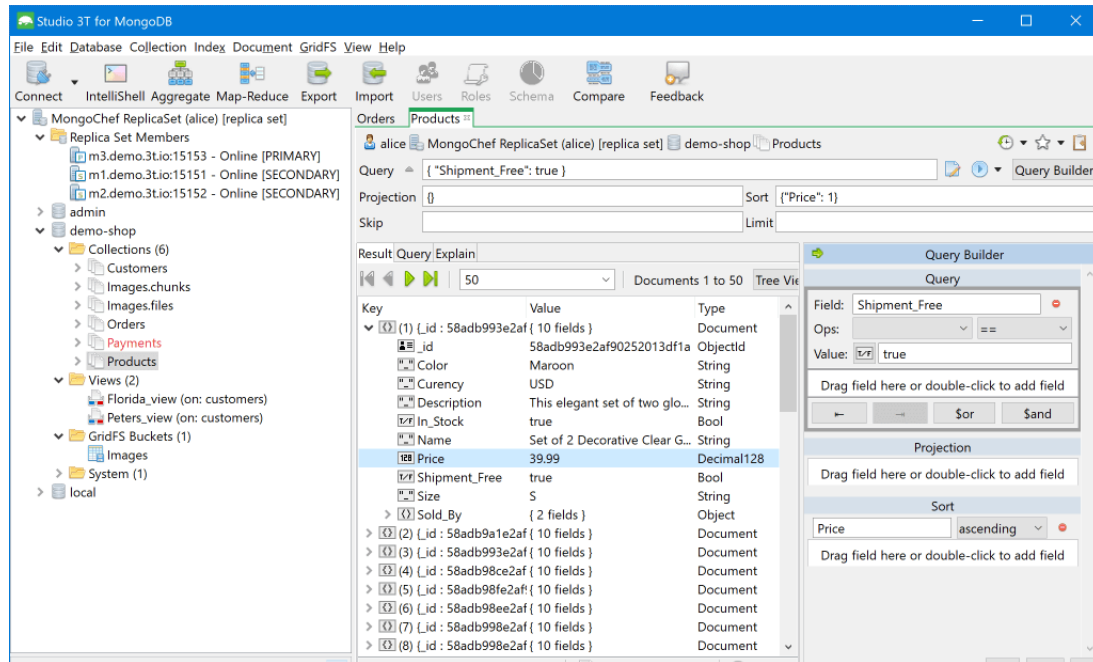 Studio 3T for MongoDB
File Edit Database Collection Index Document GridFS View Help
Connect IntelliShell Aggregate Map-Reduce Export Import Users Roles Schema Compare Feedback
MongoChef ReplicaSet (alice) [replica set]
Replica Set Members
m3.demo.3t.io:15153 - Online [PRIMARY]
m1.demo.3t.io:15151 - Online [SECONDARY]
m2.demo.3t.io:15152 - Online [SECONDARY]
admin
demo-shop
Collections (6)
Customers
Images.chunks
Images.files
Orders
Payments
Products
Views (2)
Florida_view (on: customers)
Peters_view (on: customers)
GridFS Buckets (1)
Images
System (1)
local
Orders Products
alice MongoChef ReplicaSet (alice) [replica set] demo-shop Products
Query { "Shipment_Free": true } Query Builder
Projection {} Sort {"Price": 1}
Skip Limit
Result Query Explain
50 Documents 1 to 50 Tree Vie
Key Value Type
(1) {_id : 58adb993e2af { 10 fields } Document
_id 58adb993e2af90252013df1a ObjectId
Color Maroon String
Curency USD String
Description This elegant set of two glo... String
In_Stock true Bool
Name Set of 2 Decorative Clear G... String
Price 39.99 Decimal128
Shipment_Free true Bool
Size S String
Sold_By { 2 fields } Object
(2) {_id : 58adb9a1e2af { 10 fields } Document
(3) {_id : 58adb993e2af { 10 fields } Document
(4) {_id : 58adb98ce2af { 10 fields } Document
(5) {_id : 58adb98fe2af { 10 fields } Document
(6) {_id : 58adb98ee2af { 10 fields } Document
(7) {_id : 58adb998e2af { 10 fields } Document
(8) {_id : 58adb998e2af { 10 fields } Document
Query Builder
Query
Field: Shipment_Free
Ops: ==
Value: T/F true
Drag field here or double-click to add field
$or $and
Projection
Drag field here or double-click to add field
Sort
Price ascending
Drag field here or double-click to add field